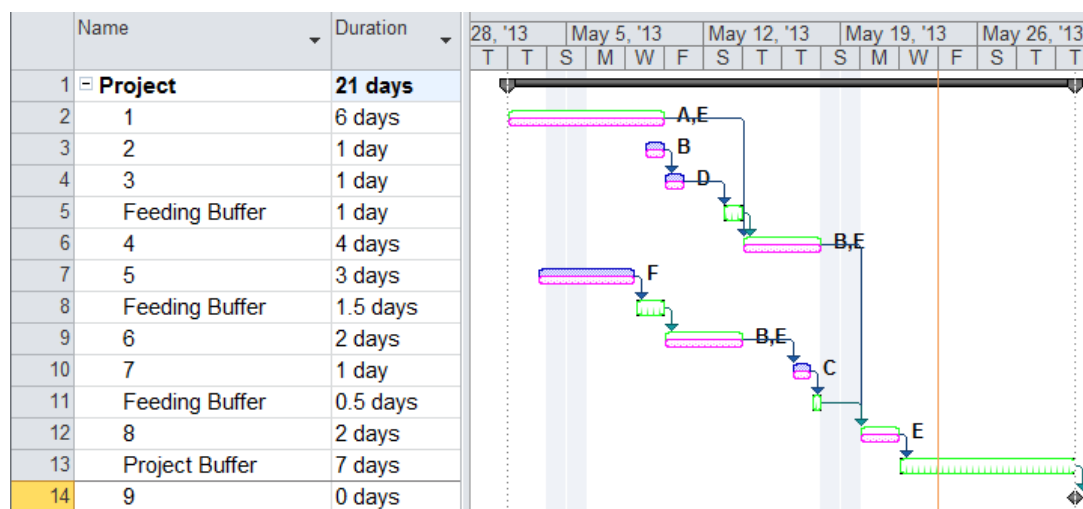 Name Duration 28, '13 May 5, '13 May 12, '13 May 19, '13 May 26, '13
T T S M W F S T T S M W F S T T
1 Project 21 days
2 1 6 days A,E
3 2 1 day B
4 3 1 day D
5 Feeding Buffer 1 day
6 4 4 days B,E
7 5 3 days F
8 Feeding Buffer 1.5 days
9 6 2 days B,E
10 7 1 day C
11 Feeding Buffer 0.5 days
12 8 2 days E
13 Project Buffer 7 days
14 9 0 days